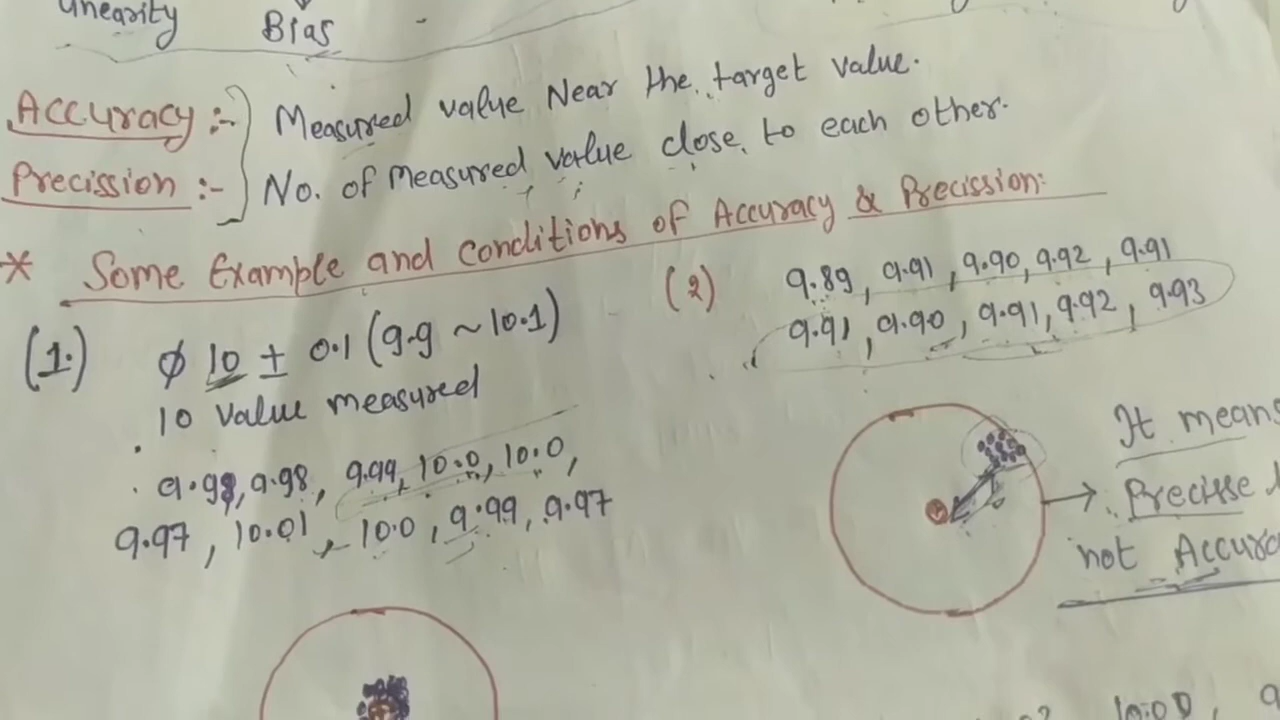 Linearity Bias -
Accuracy :- Measured value Near the target value.
Precission :- No. of measured value close to each other.
* Some Example and conditions of Accuracy & Precission:
(1.) ϕ 10 ± 0.1 (9.9 ~ 10.1)
10 value measured
9.98, 9.98, 9.99, 10.0, 10.0,
9.97, 10.01, 10.0, 9.99, 9.97
(2) 9.89, 9.91, 9.90, 9.92, 9.91
9.91, 9.90, 9.91, 9.92, 9.93
It means
Not Accura